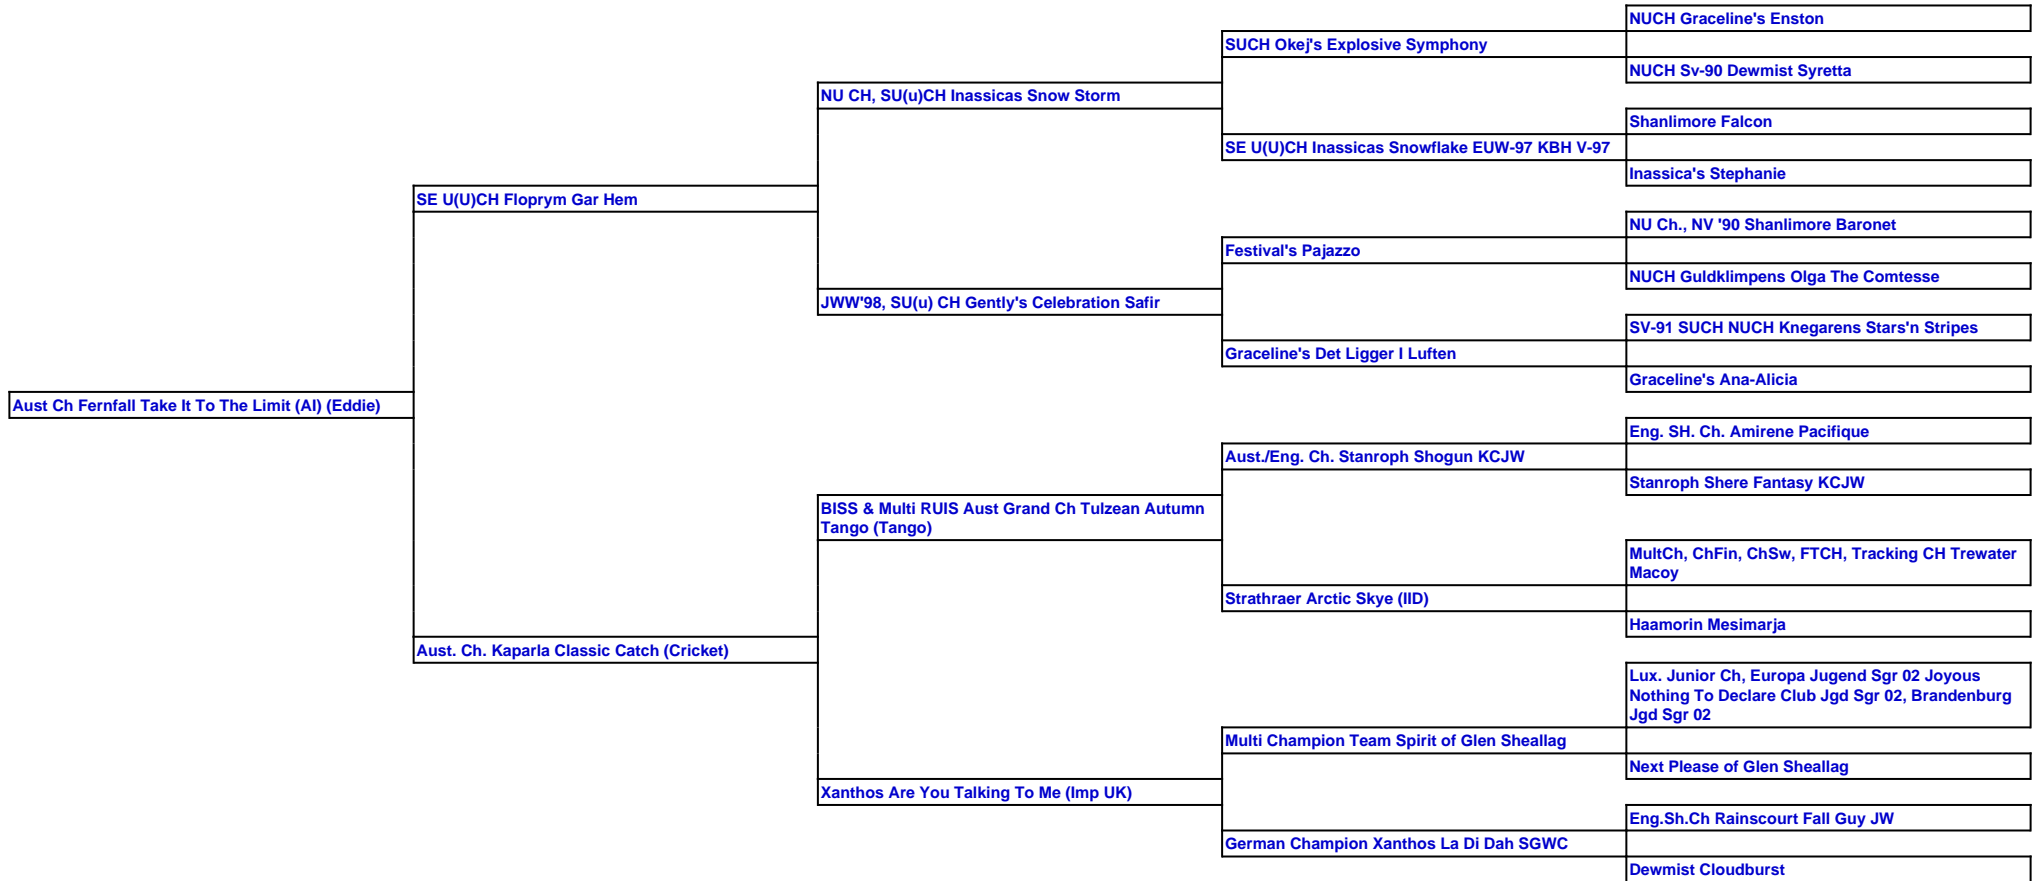 NUCH Graceline's Enston
SUCH Okej's Explosive Symphony
NUCH Sv-90 Dewmist Syretta
NU CH, SU(u)CH Inassicas Snow Storm
Shanlimore Falcon
SE U(U)CH Inassicas Snowflake EUW-97 KBH V-97
Inassica's Stephanie
SE U(U)CH Floprym Gar Hem
NU Ch., NV '90 Shanlimore Baronet
Festival's Pajazzo
NUCH Guldklimpens Olga The Comtesse
JWW'98, SU(u) CH Gently's Celebration Safir
SV-91 SUCH NUCH Knegarens Stars'n Stripes
Graceline's Det Ligger I Luften
Graceline's Ana-Alicia
Aust Ch Fernfall Take It To The Limit (AI) (Eddie)
Eng. SH. Ch. Amirene Pacifique
Aust./Eng. Ch. Stanroph Shogun KCJW
Stanroph Shere Fantasy KCJW
BISS & Multi RUIS Aust Grand Ch Tulzean Autumn
Tango (Tango)
MultCh, ChFin, ChSw, FTCH, Tracking CH Trewater
Macoy
Strathraer Arctic Skye (IID)
Haamorin Mesimarja
Aust. Ch. Kaparla Classic Catch (Cricket)
Lux. Junior Ch, Europa Jugend Sgr 02 Joyous
Nothing To Declare Club Jgd Sgr 02, Brandenburg
Jgd Sgr 02
Multi Champion Team Spirit of Glen Sheallag
Next Please of Glen Sheallag
Xanthos Are You Talking To Me (Imp UK)
Eng.Sh.Ch Rainscourt Fall Guy JW
German Champion Xanthos La Di Dah SGWC
Dewmist Cloudburst